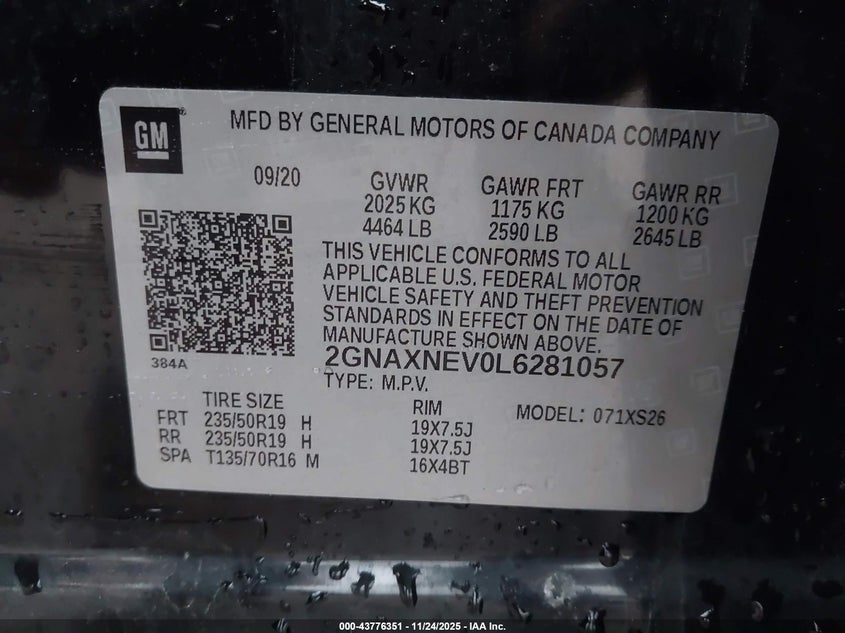 GM
MFD BY GENERAL MOTORS OF CANADA COMPANY
09/20
GVWR
2025 KG
4464 LB
GAWR FRT
1175 KG
2590 LB
GAWR RR
1200 KG
2645 LB
THIS VEHICLE CONFORMS TO ALL
APPLICABLE U.S. FEDERAL MOTOR
VEHICLE SAFETY AND THEFT PREVENTION
STANDARDS IN EFFECT ON THE DATE OF
MANUFACTURE SHOWN ABOVE.
384A
2GNAXNEV0L6281057
TYPE: M.P.V.
TIRE SIZE
RIM
MODEL: 071XS26
FRT 235/50R19 H 19X7.5J
RR 235/50R19 H 19X7.5J
SPA T135/70R16 M 16X4BT
000-43776351 - 11/24/2025 - IAA Inc.